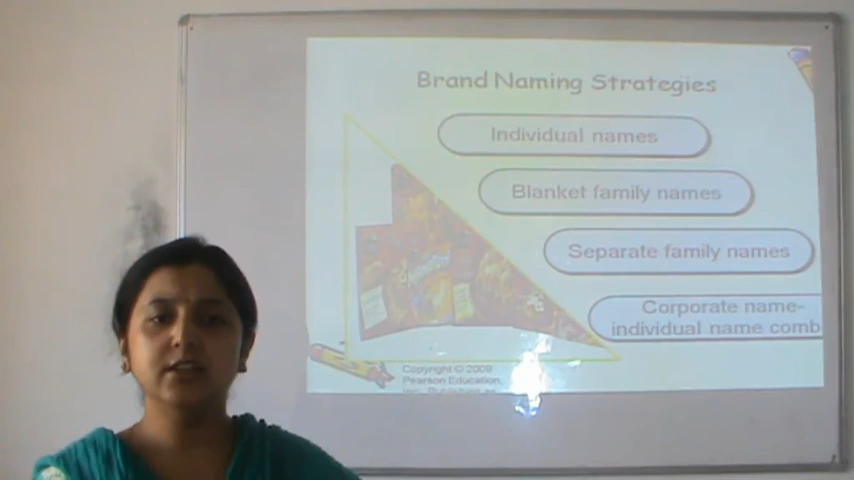 Brand Naming Strategies
Individual names
Blanket family names
Separate family names
Corporate name-
individual name comb
Copyright © 2009
Pearson Education,
Inc.